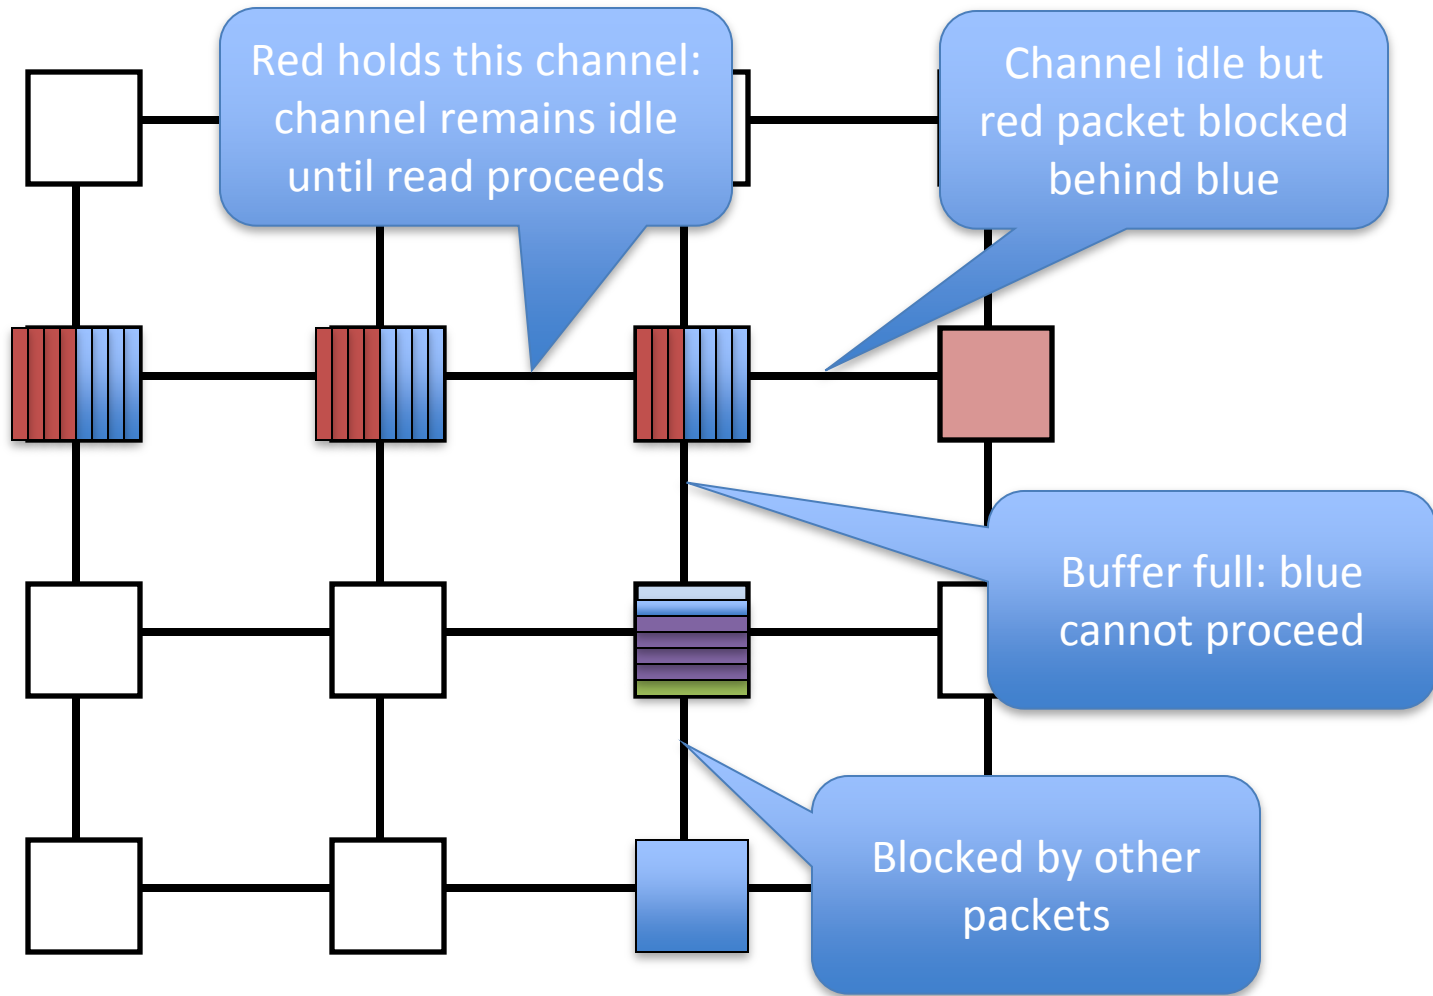 Red holds this channel:
channel remains idle
until read proceeds
Channel idle but
red packet blocked
behind blue
Buffer full: blue
cannot proceed
Blocked by other
packets